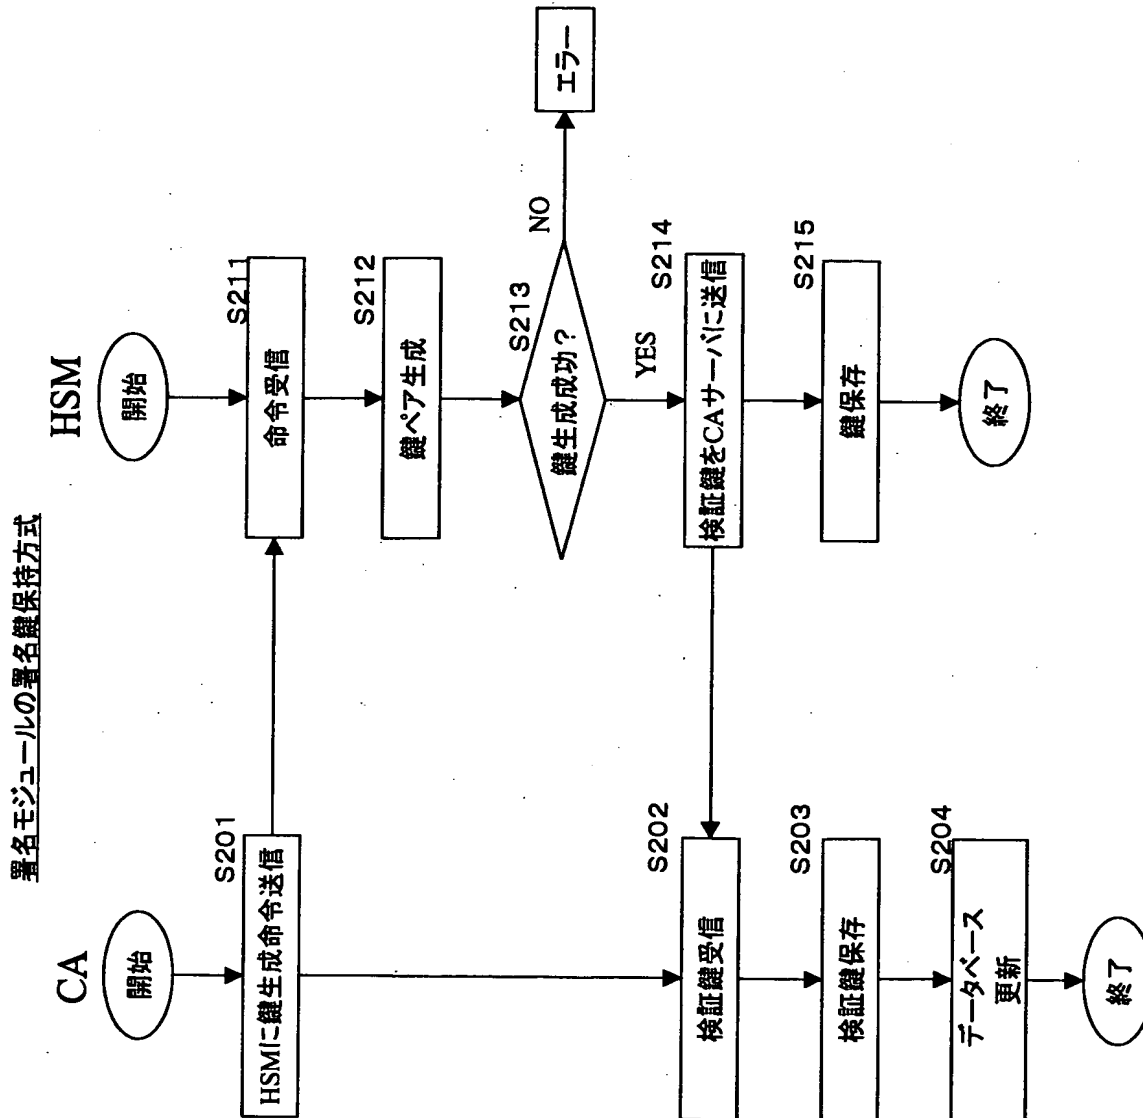 署名モジュールの署名鍵保持方式
CA
開始
S201
HSMに鍵生成命令送信
S202
検証鍵受信
S203
検証鍵保存
S204
データベース
更新
終了
HSM
開始
S211
命令受信
S212
鍵ペア生成
S213
鍵生成成功?
NO
エラー
YES
S214
検証鍵をCAサーバに送信
S215
鍵保存
終了